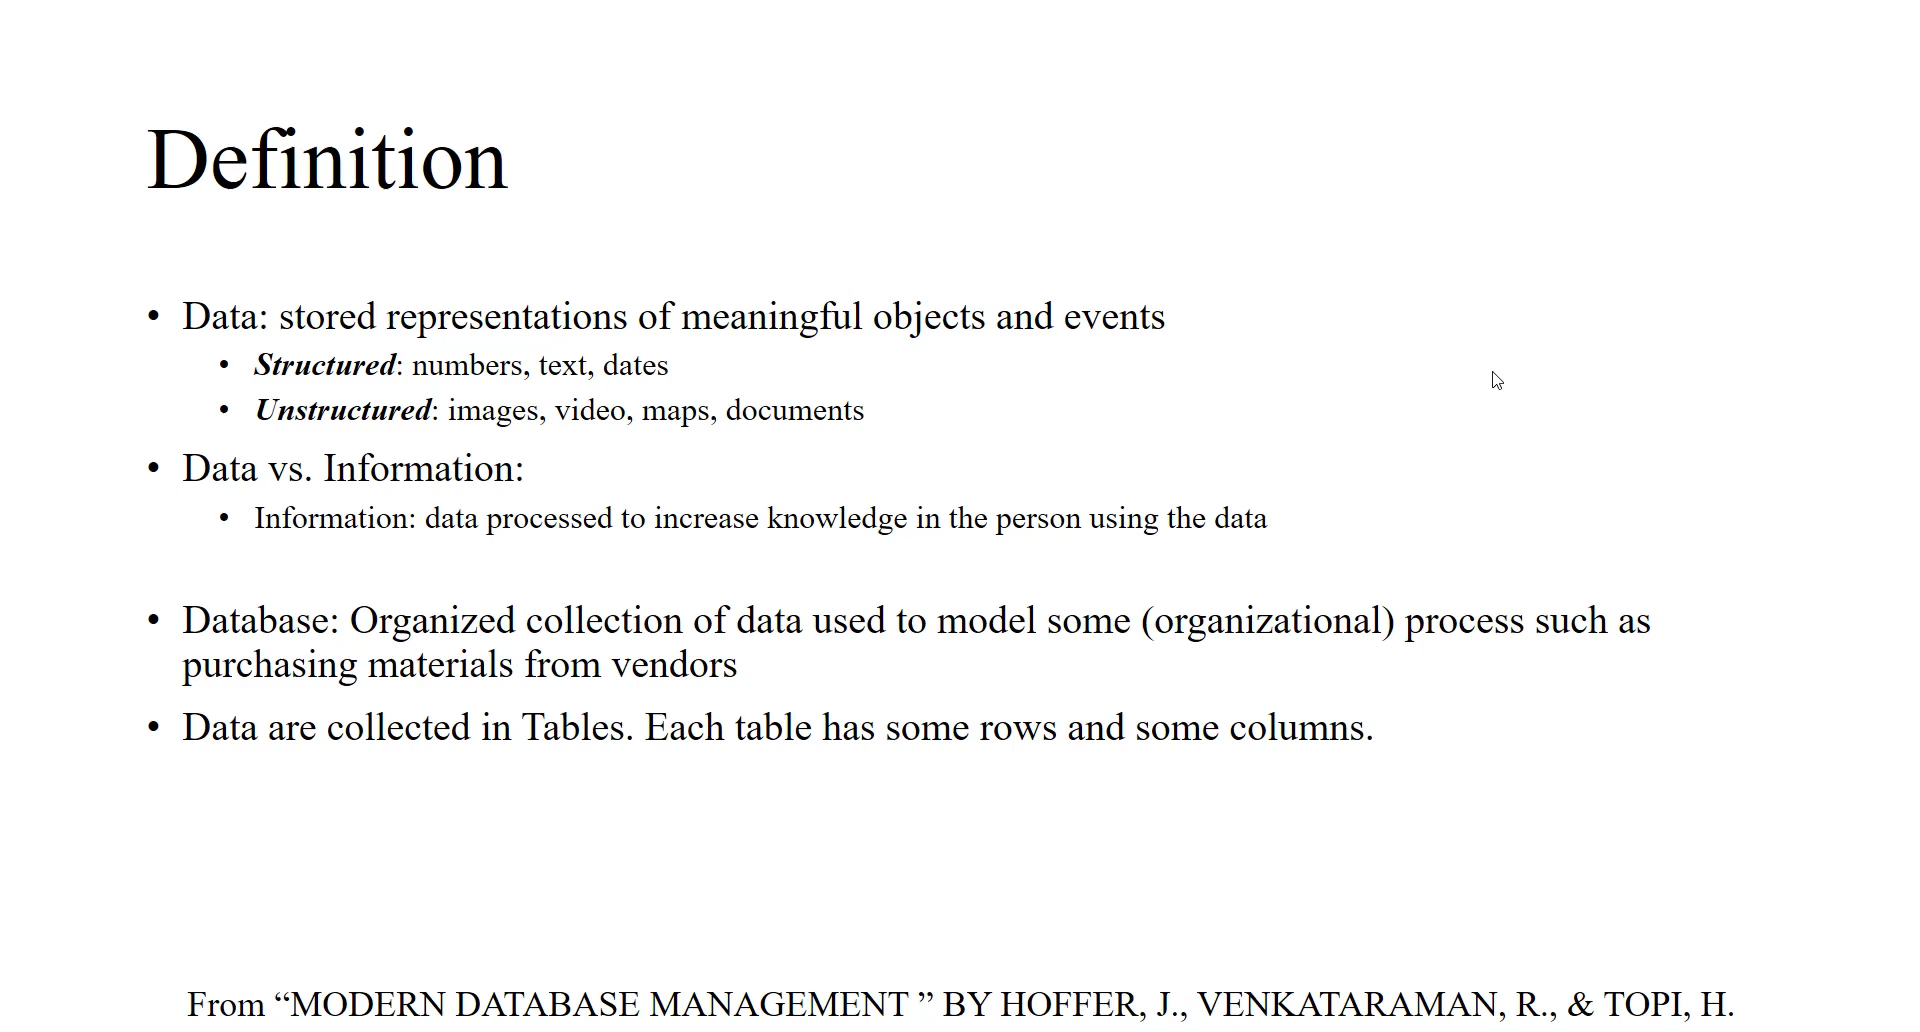 Definition
• Data: stored representations of meaningful objects and events
• Structured: numbers, text, dates
• Unstructured: images, video, maps, documents
• Data vs. Information:
• Information: data processed to increase knowledge in the person using the data
• Database: Organized collection of data used to model some (organizational) process such as
purchasing materials from vendors
• Data are collected in Tables. Each table has some rows and some columns.
From “MODERN DATABASE MANAGEMENT ” BY HOFFER, J., VENKATARAMAN, R., & TOPI, H.